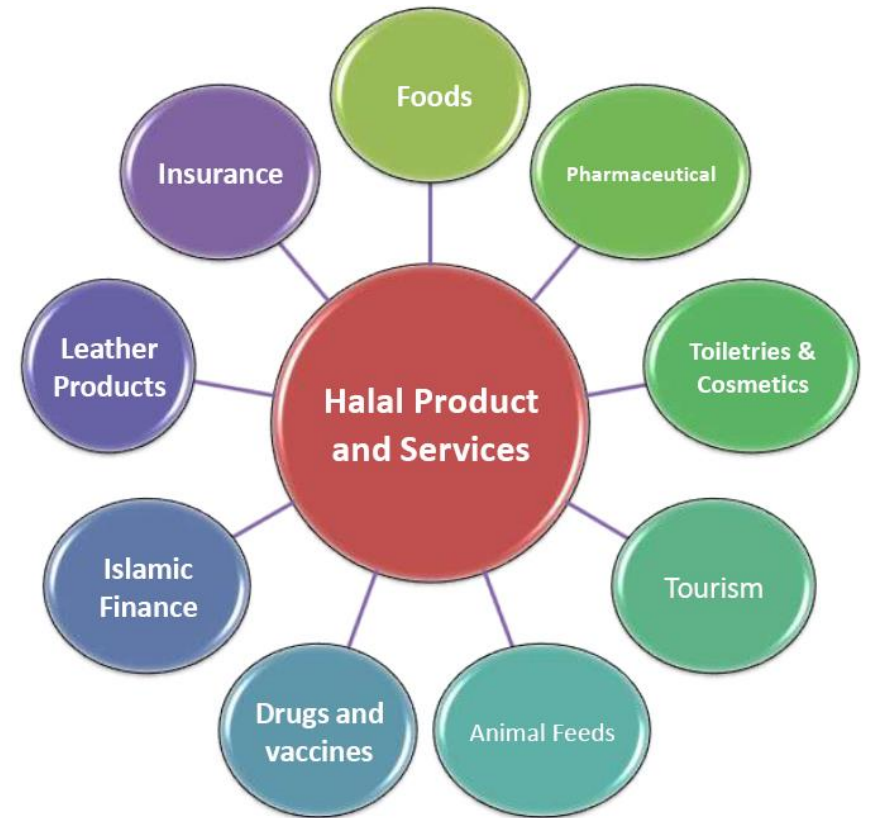 Foods
Pharmaceutical
Toiletries &
Cosmetics
Tourism
Animal Feeds
Drugs and
vaccines
Islamic
Finance
Leather
Products
Insurance
Halal Product
and Services